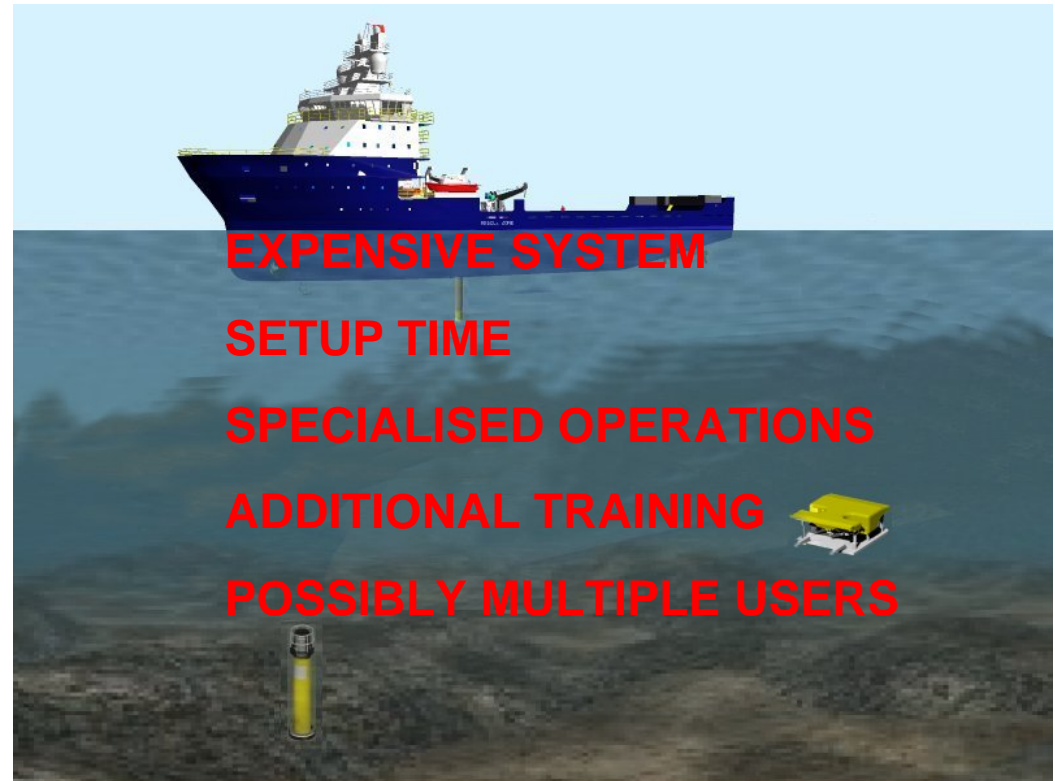 EXPENSIVE SYSTEM
SETUP TIME
SPECIALISED OPERATIONS
ADDITIONAL TRAINING
POSSIBLY MULTIPLE USERS